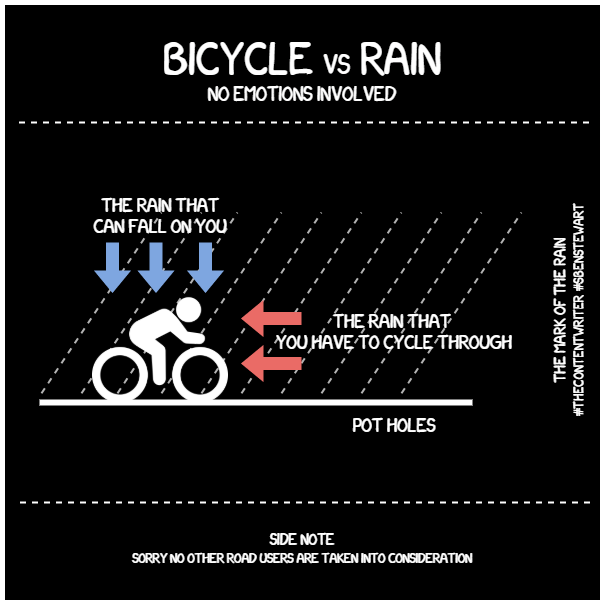 BICYCLE VS RAIN
NO EMOTIONS INVOLVED
THE RAIN THAT
CAN FALL ON YOU
THE RAIN THAT
YOU HAVE TO CYCLE THROUGH
POT HOLES
THE MARK OF THE RAIN
#THECONTENTWRITER #SBENSTEWART
SIDE NOTE
SORRY NO OTHER ROAD USERS ARE TAKEN INTO CONSIDERATION